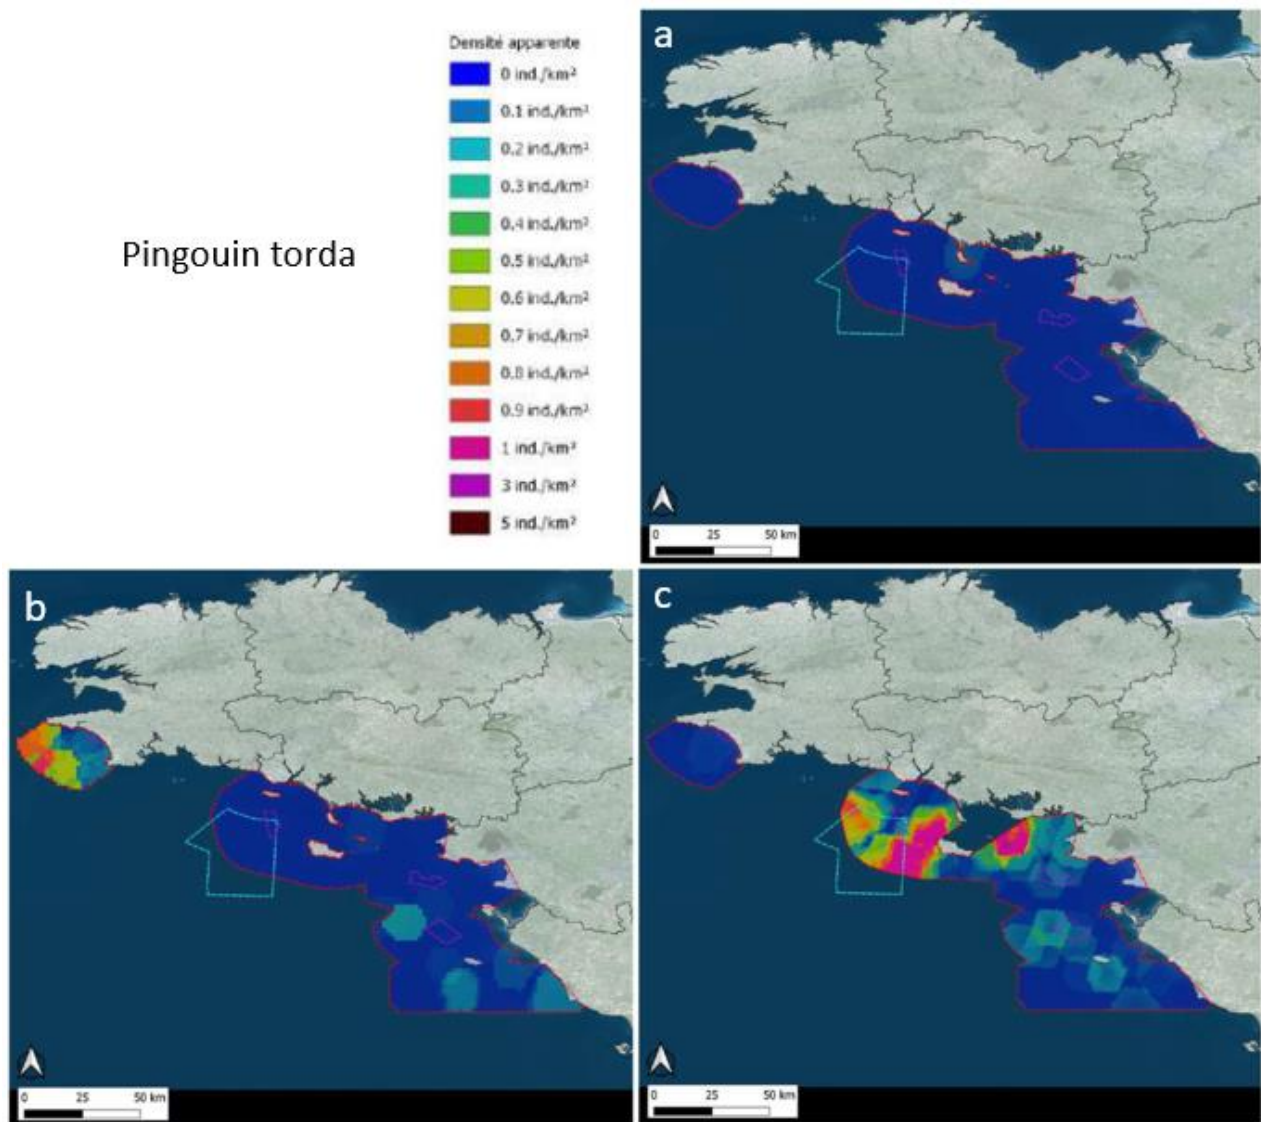 Densité apparente
0 ind./km²
0.1 ind./km²
0.2 ind./km²
0.3 ind./km²
0.4 ind./km²
0.5 ind./km²
0.6 ind./km²
0.7 ind./km²
0.8 ind./km²
0.9 ind./km²
1 ind./km²
3 ind./km²
5 ind./km²
Pingouin torda
a
0 25 50 km
b
0 25 50 km
c
0 25 50 km